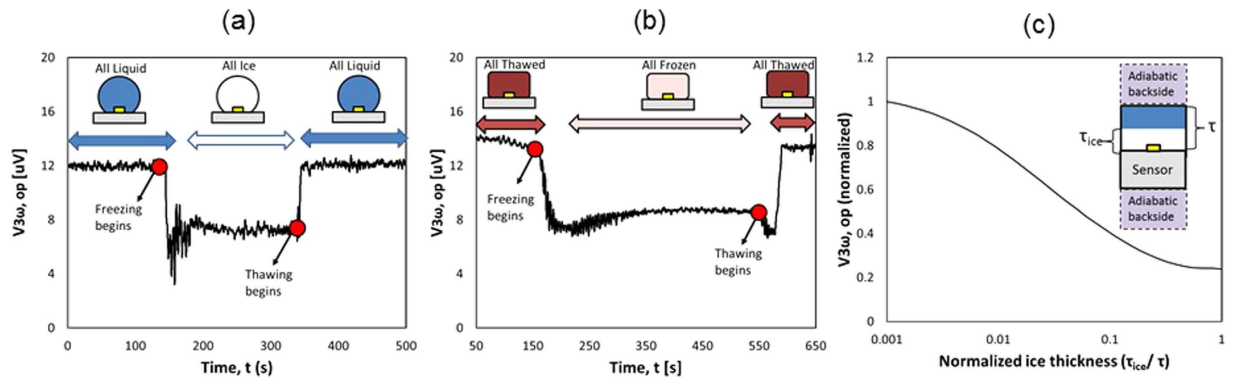 (a)
20
16
12
8
4
0
V3ω, op [uV]
All Liquid
All Ice
All Liquid
Freezing
begins
Thawing
begins
0
100
200
300
400
500
Time, t (s)
(b)
20
16
12
8
4
0
V3ω, op [uV]
All Thawed
All Frozen
All Thawed
Freezing
begins
Thawing
begins
50
150
250
350
450
550
650
Time, t [s]
(c)
1.2
1
0.8
0.6
0.4
0.2
0
V3ω, op (normalized)
Adiabatic
backside
τice
τ
Sensor
Adiabatic
backside
0.001
0.01
0.1
1
Normalized ice thickness (τice/ τ)